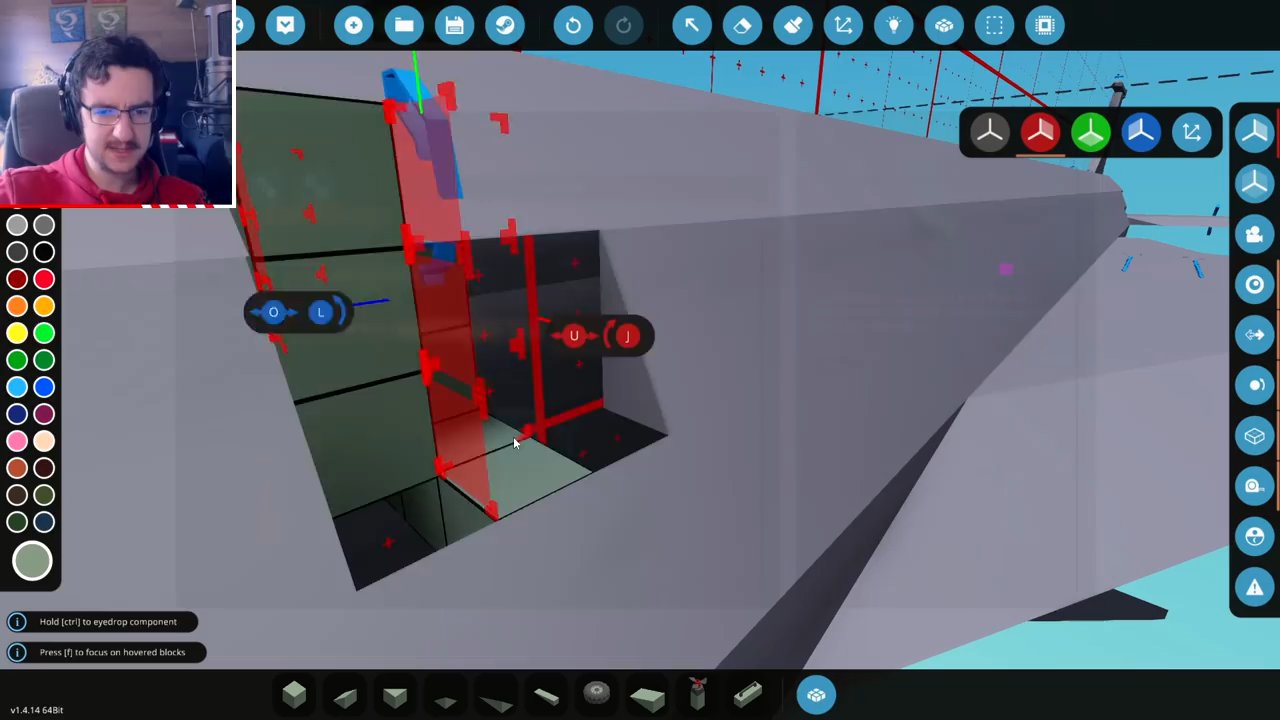 O L
U J
Hold [ctrl] to eyedrop component
Press [f] to focus on hovered blocks
v1.4.14 64Bit